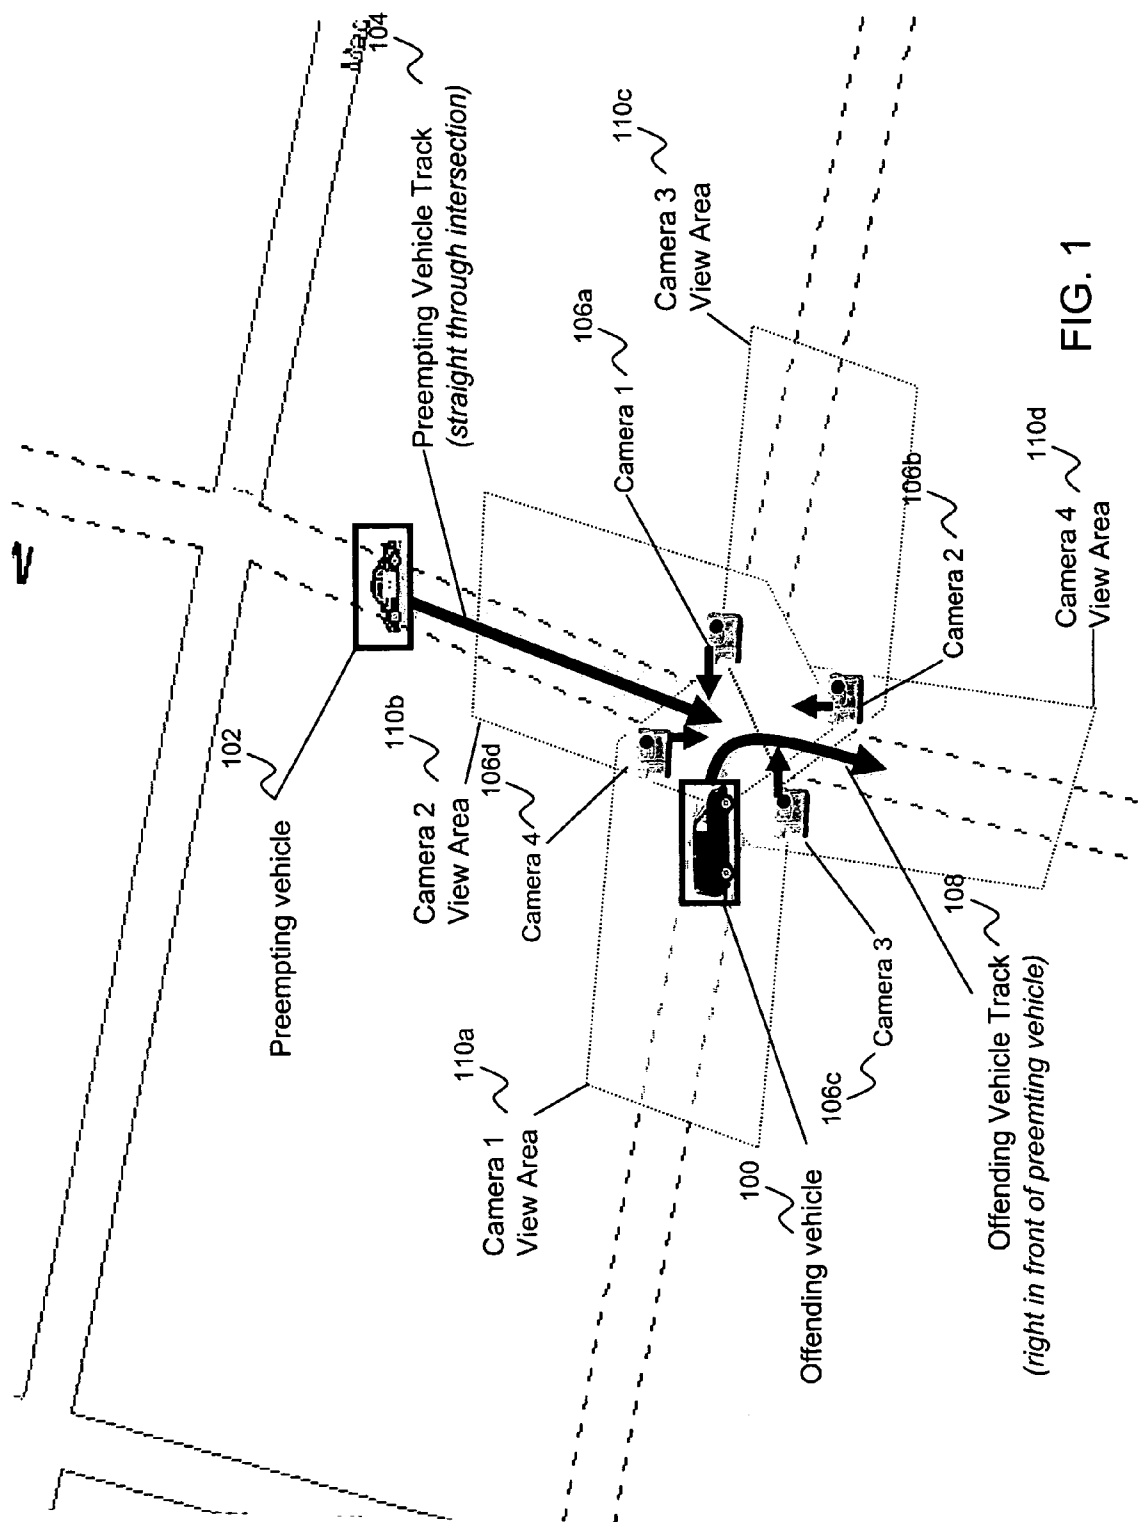 Preempting vehicle
102
104
Preempting Vehicle Track
(straight through intersection)
Camera 2
View Area
110b
Camera 4
106d
Camera 1
View Area
110a
Camera 1
106a
Camera 3
View Area
110c
Offending vehicle
100
Camera 3
106c
Camera 2
106b
Offending Vehicle Track
(right in front of preemting vehicle)
108
Camera 4
View Area
110d
FIG. 1